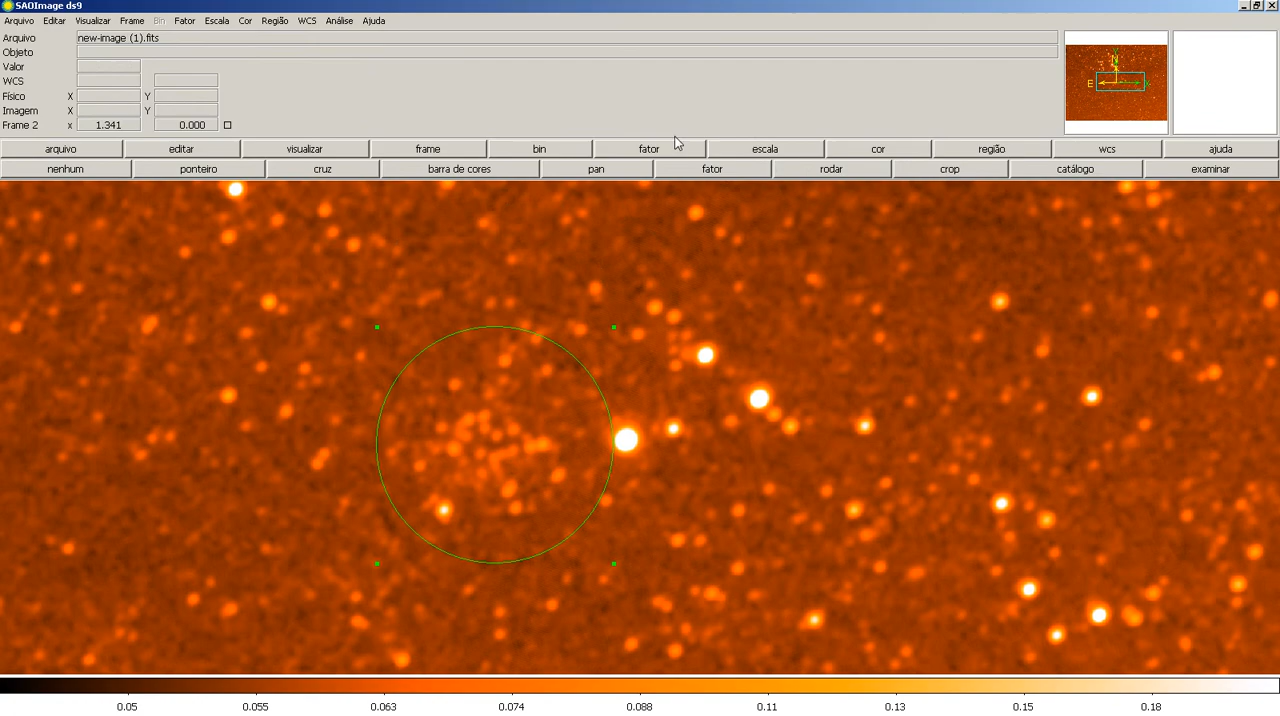 SAOImage ds9
Arquivo Editar Visualizar Frame Bin Fator Escala Cor Região WCS Análise Ajuda
Arquivo new-image (1).fits
Objeto
Valor
WCS
Físico X Y
Imagem X Y
Frame 2 x 1.341 0.000
N
E
arquivo editar visualizar frame bin fator escala cor região wcs ajuda
nenhum ponteiro cruz barra de cores pan fator rodar crop catálogo examinar
0.05 0.055 0.063 0.074 0.088 0.11 0.13 0.15 0.18